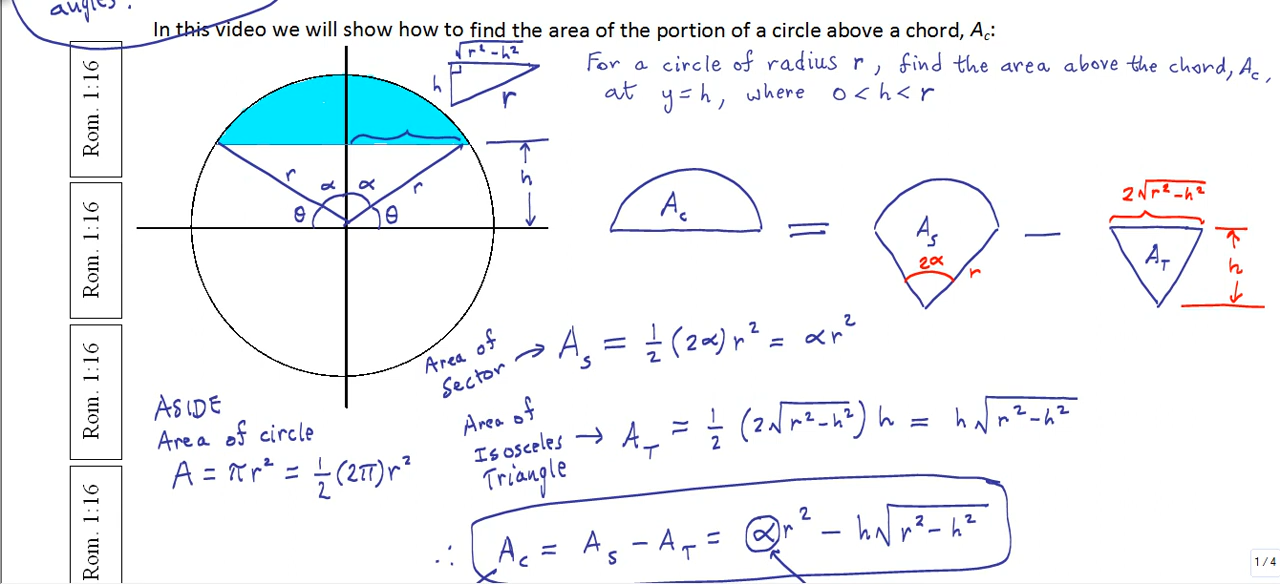 angles.
In this video we will show how to find the area of the portion of a circle above a chord, Ac:
Rom. 1:16
Rom. 1:16
Rom. 1:16
Rom. 1:16
√r²-h²
h
r
For a circle of radius r, find the area above the chord, Ac,
at y=h, where 0<h<r
r
α
α
r
θ
θ
h
Ac
=
As
2α
r
—
2√r²-h²
AT
h
Area of
Sector → As = ½(2α)r² = αr²
ASIDE
Area of circle
A = πr² = ½(2π)r²
Area of
Isosceles → AT = ½(2√r²-h²)h = h√r²-h²
Triangle
∴ Ac = As - AT = αr² - h√r²-h²
1/4